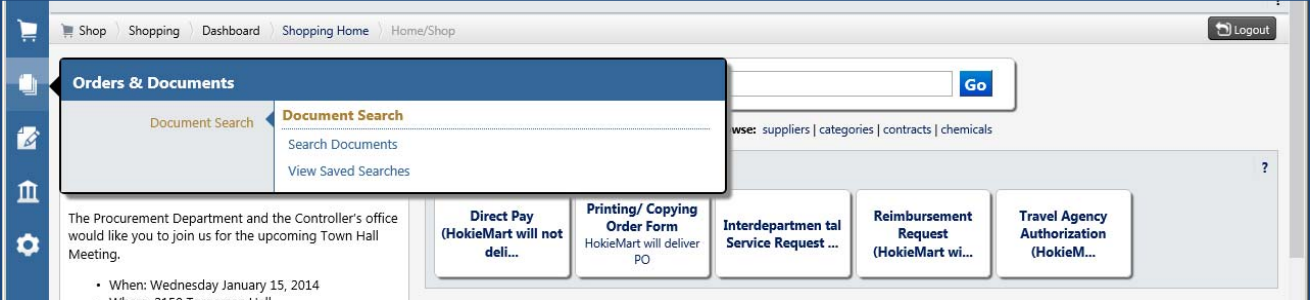 Shop Shopping Dashboard Shopping Home Home/Shop
Logout
Orders & Documents
Document Search
Document Search
Search Documents
View Saved Searches
Go
suppliers | categories | contracts | chemicals
?
The Procurement Department and the Controller's office
would like you to join us for the upcoming Town Hall
Meeting.
• When: Wednesday January 15, 2014
Direct Pay
(HokieMart will not
deli...
Printing/ Copying
Order Form
HokieMart will deliver
PO
Interdepartmen tal
Service Request ...
Reimbursement
Request
(HokieMart wi...
Travel Agency
Authorization
(HokieM...